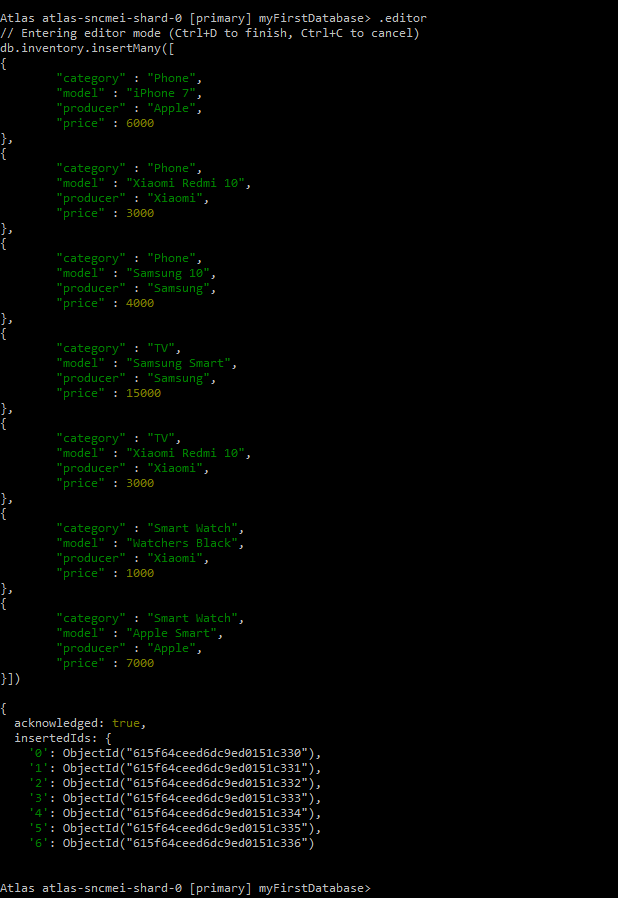 Atlas atlas-sncmei-shard-0 [primary] myFirstDatabase> .editor
// Entering editor mode (Ctrl+D to finish, Ctrl+C to cancel)
db.inventory.insertMany([
{
        "category" : "Phone",
        "model" : "iPhone 7",
        "producer" : "Apple",
        "price" : 6000
},
{
        "category" : "Phone",
        "model" : "Xiaomi Redmi 10",
        "producer" : "Xiaomi",
        "price" : 3000
},
{
        "category" : "Phone",
        "model" : "Samsung 10",
        "producer" : "Samsung",
        "price" : 4000
},
{
        "category" : "TV",
        "model" : "Samsung Smart",
        "producer" : "Samsung",
        "price" : 15000
},
{
        "category" : "TV",
        "model" : "Xiaomi Redmi 10",
        "producer" : "Xiaomi",
        "price" : 3000
},
{
        "category" : "Smart Watch",
        "model" : "Watchers Black",
        "producer" : "Xiaomi",
        "price" : 1000
},
{
        "category" : "Smart Watch",
        "model" : "Apple Smart",
        "producer" : "Apple",
        "price" : 7000
}])

{
  acknowledged: true,
  insertedIds: {
    '0': ObjectId("615f64ceed6dc9ed0151c330"),
    '1': ObjectId("615f64ceed6dc9ed0151c331"),
    '2': ObjectId("615f64ceed6dc9ed0151c332"),
    '3': ObjectId("615f64ceed6dc9ed0151c333"),
    '4': ObjectId("615f64ceed6dc9ed0151c334"),
    '5': ObjectId("615f64ceed6dc9ed0151c335"),
    '6': ObjectId("615f64ceed6dc9ed0151c336")

Atlas atlas-sncmei-shard-0 [primary] myFirstDatabase>